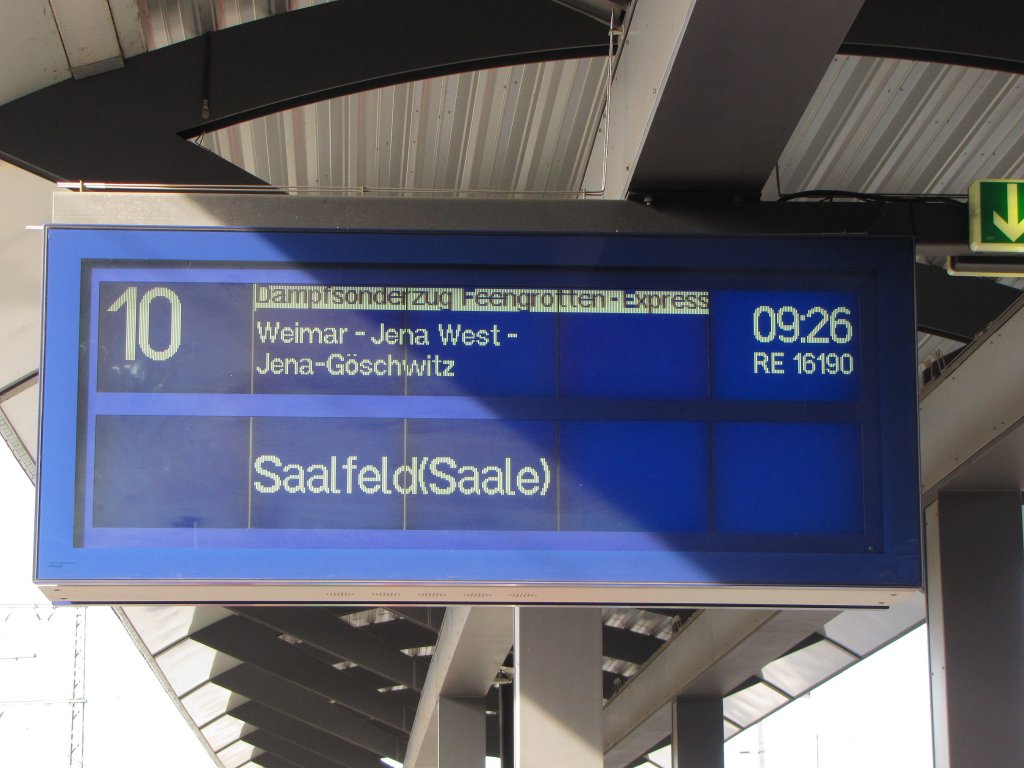 10
Dampfsonderzug Feengrotten-Express
Weimar - Jena West -
Jena-Göschwitz
09:26
RE 16190
Saalfeld(Saale)